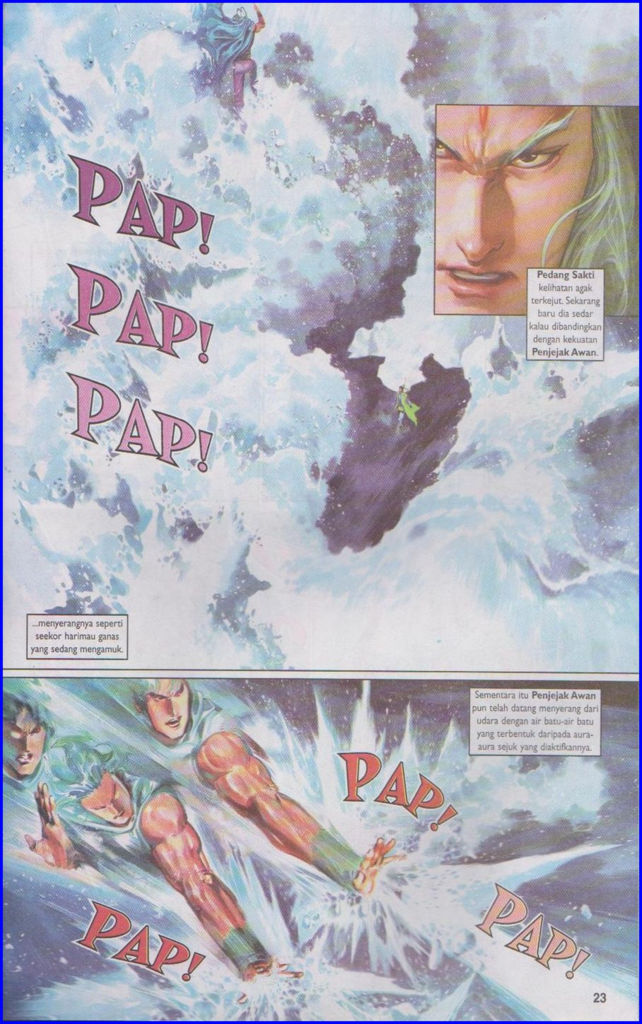 PAP!
PAP!
PAP!
Pedang Sakti
kelihatan agak
terkejut. Sekarang
baru dia sedar
kalau dibandingkan
dengan kekuatan
Penjejak Awan.
...menyerangnya seperti
seekor harimau ganas
yang sedang mengamuk.
Sementara itu Penjejak Awan
pun telah datang menyerang dari
udara dengan air batu-air batu
yang terbentuk daripada aura-
aura sejuk yang diaktifkannya.
PAP!
PAP!
PAP!
23